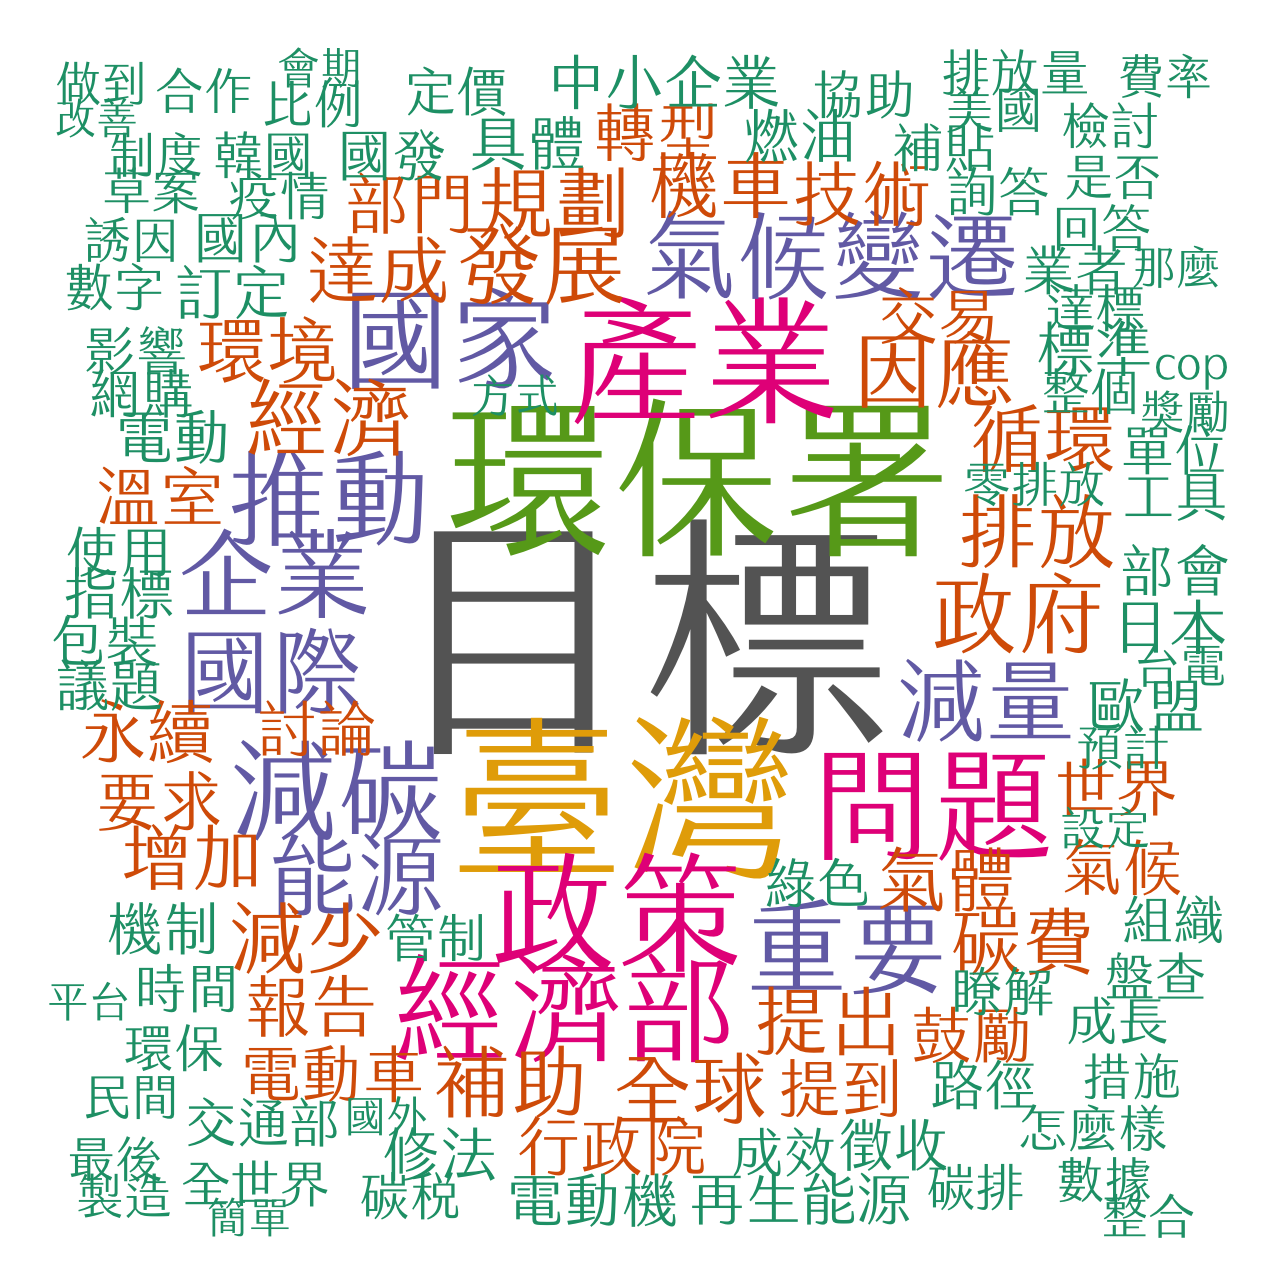 會期
做到
合作
比例
定價
中小企業
協助
排放量
費率
改善
美國
檢討
制度
韓國
國發
具體
轉型
燃油
補貼
草案
疫情
部門
規劃
機車
技術
詢答
是否
誘因
國內
達成
發展
氣候變遷
回答
業者
那麼
數字
訂定
國家
產業
交易
達標
影響
環境
因應
標準
cop
網購
經濟
方式
整個
獎勵
電動
推動
環保署
循環
單位
溫室
零排放
工具
使用
企業
目標
排放
部會
指標
政府
日本
包裝
國際
台電
議題
減量
歐盟
永續
討論
預計
要求
減碳
臺灣
問題
世界
設定
增加
能源
綠色
氣體
氣候
機制
減少
管制
政策
重要
碳費
組織
平台
時間
報告
經濟部
提出
瞭解
盤查
鼓勵
成長
環保
電動車
補助
全球
提到
路徑
措施
民間
交通部
國外
修法
行政院
成效
徵收
怎麼樣
最後
製造
全世界
碳稅
電動機
再生能源
碳排
數據
簡單
整合